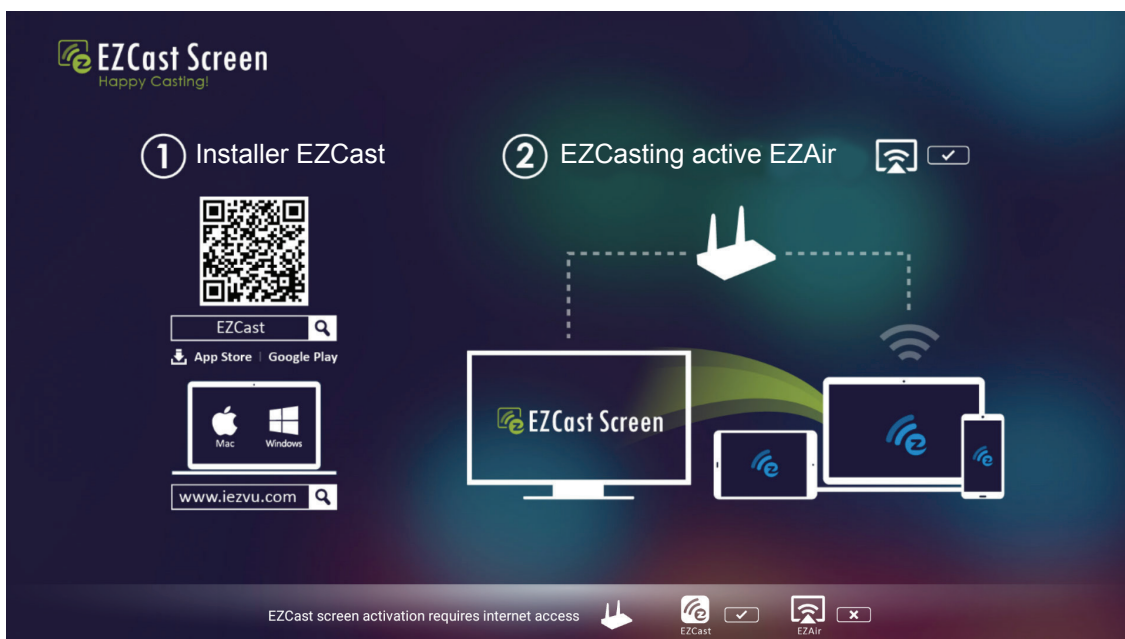 EZCast Screen
Happy Casting!
1 Installer EZCast
EZCast
App Store | Google Play
Mac Windows
www.iezvu.com
2 EZCasting active EZAir
EZCast Screen
EZCast screen activation requires internet access
EZCast EZAir